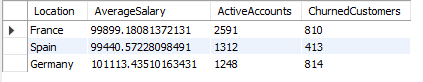 Location AverageSalary ActiveAccounts ChurnedCustomers
France 99899.18081372131 2591 810
Spain 99440.57228098491 1312 413
Germany 101113.43510163431 1248 814